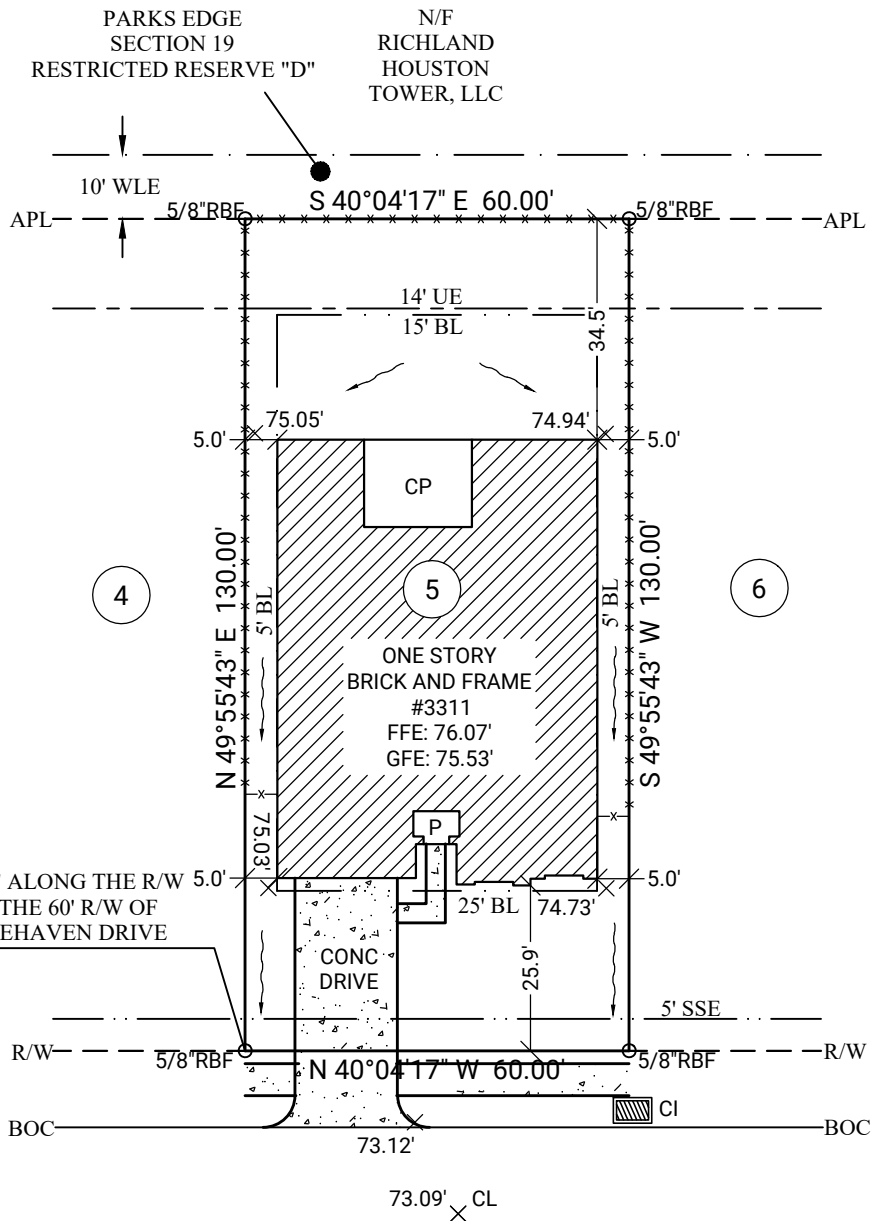 PARKS EDGE
SECTION 19
RESTRICTED RESERVE "D"
N/F
RICHLAND
HOUSTON
TOWER, LLC
10' WLE
APL
5/8"RBF
S 40°04'17" E 60.00'
5/8"RBF
APL
14' UE
15' BL
34.5'
75.05'
74.94'
5.0'
5.0'
CP
N 49°55'43" E 130.00'
5' BL
4
5
5' BL
S 49°55'43" W 130.00'
6
ONE STORY
BRICK AND FRAME
#3311
FFE: 76.07'
GFE: 75.53'
75.03'
P
' ALONG THE R/W
THE 60' R/W OF
EHAVEN DRIVE
5.0'
5.0'
25' BL
74.73'
CONC
DRIVE
25.9'
5' SSE
R/W
5/8"RBF
N 40°04'17" W 60.00'
5/8"RBF
R/W
CI
BOC
73.12'
BOC
73.09' CL